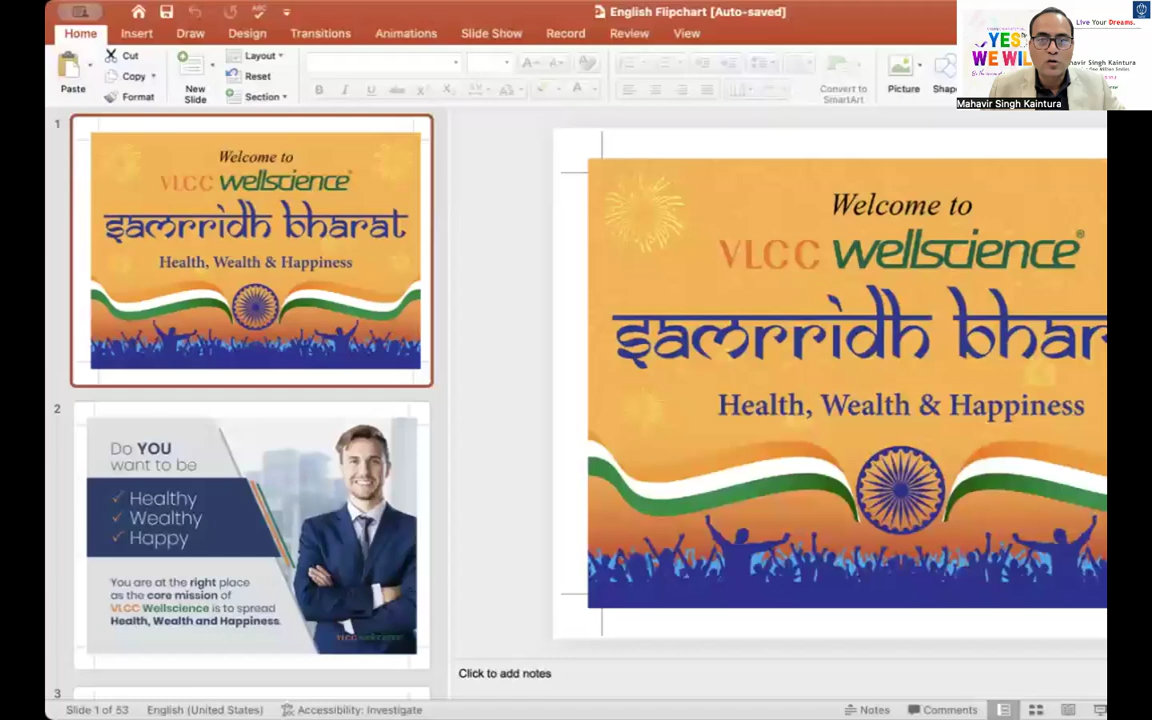 English Flipchart [Auto-saved]
Home Insert Draw Design Transitions Animations Slide Show Record Review View
Paste
Cut
Copy
Format
New
Slide
Layout
Reset
Section
Convert to
SmartArt
Picture
Live Your Dreams.
YES
WE WIL
Mahavir Singh Kaintura
1
Welcome to
VLCC wellscience®
samrridh bharat
Health, Wealth & Happiness
2
Do YOU
want to be
✓ Healthy
✓ Wealthy
✓ Happy
You are at the right place
as the core mission of
VLCC Wellscience is to spread
Health, Wealth and Happiness.
VLCC wellscience
3
Welcome to
VLCC wellscience®
samrridh bhar
Health, Wealth & Happiness
Click to add notes
Slide 1 of 53 English (United States) Accessibility: Investigate Notes Comments